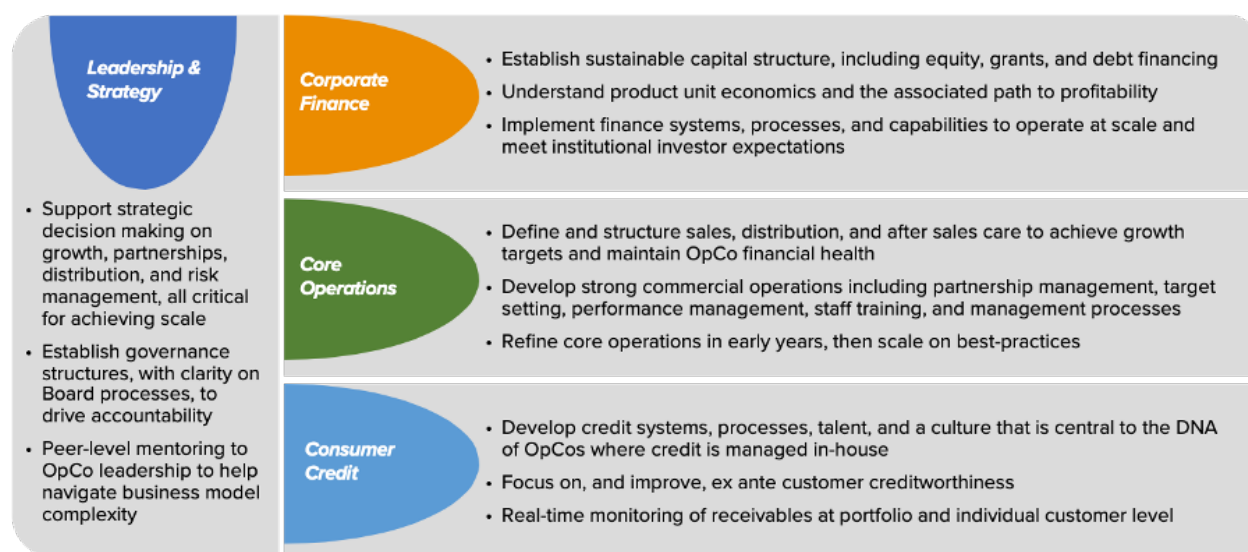 Leadership &
Strategy
• Support strategic
decision making on
growth, partnerships,
distribution, and risk
management, all critical
for achieving scale
• Establish governance
structures, with clarity on
Board processes, to
drive accountability
• Peer-level mentoring to
OpCo leadership to help
navigate business model
complexity
Corporate
Finance
• Establish sustainable capital structure, including equity, grants, and debt financing
• Understand product unit economics and the associated path to profitability
• Implement finance systems, processes, and capabilities to operate at scale and
meet institutional investor expectations
Core
Operations
• Define and structure sales, distribution, and after sales care to achieve growth
targets and maintain OpCo financial health
• Develop strong commercial operations including partnership management, target
setting, performance management, staff training, and management processes
• Refine core operations in early years, then scale on best-practices
Consumer
Credit
• Develop credit systems, processes, talent, and a culture that is central to the DNA
of OpCos where credit is managed in-house
• Focus on, and improve, ex ante customer creditworthiness
• Real-time monitoring of receivables at portfolio and individual customer level